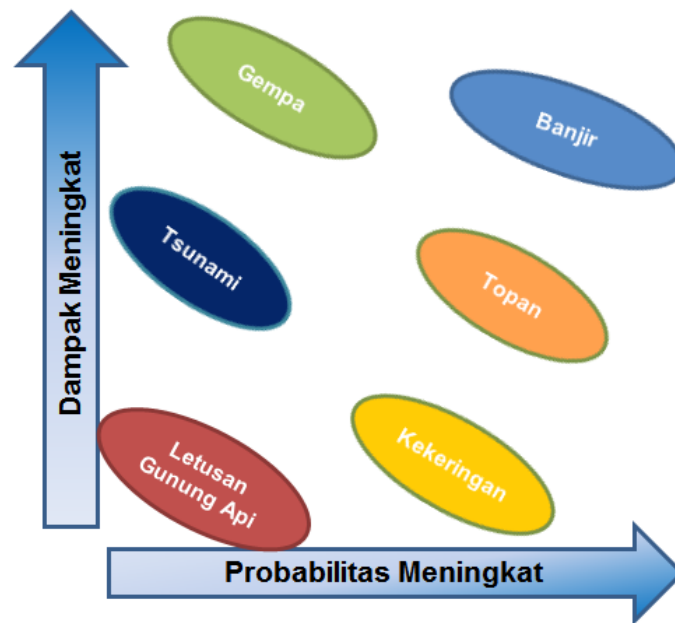 Gempa
Banjir
Dampak Meningkat
Tsunami
Topan
Letusan
Gunung Api
Kekeringan
Probabilitas Meningkat